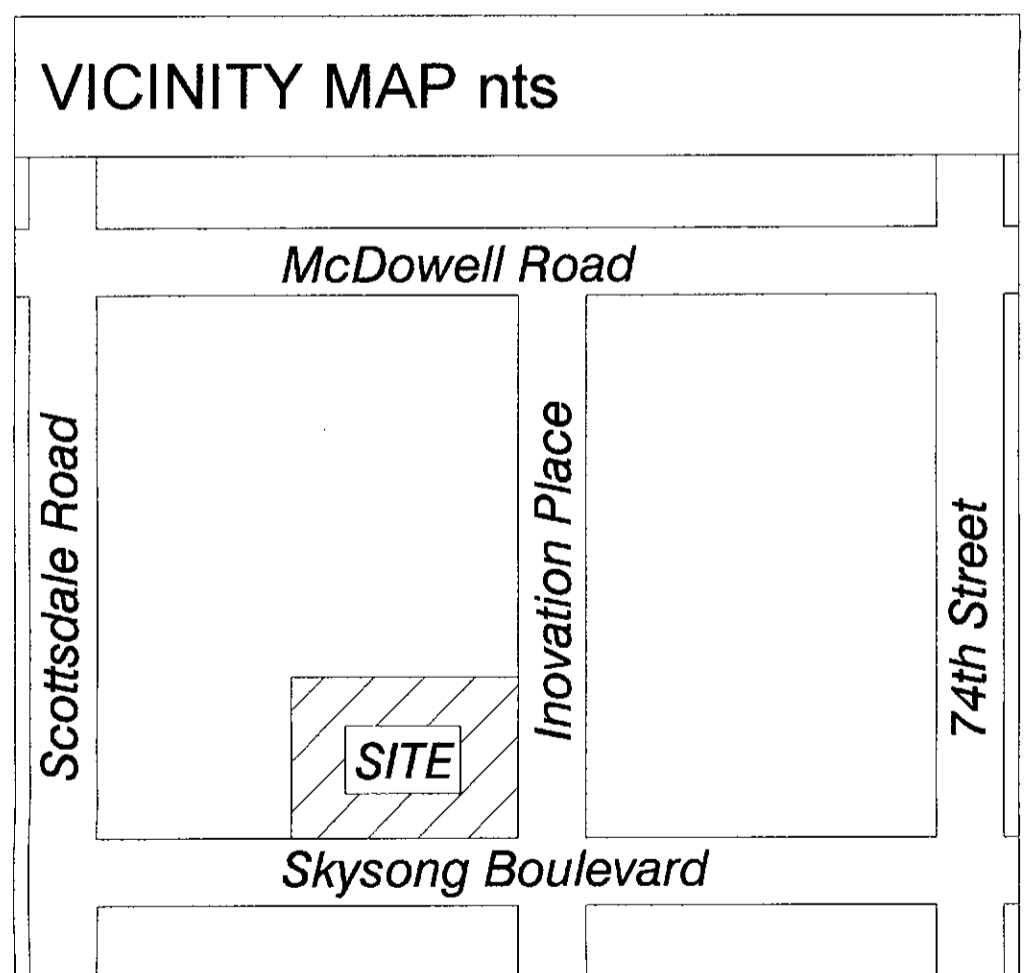 VICINITY MAP nts
McDowell Road
Scottsdale Road
Inovation Place
74th Street
SITE
Skysong Boulevard